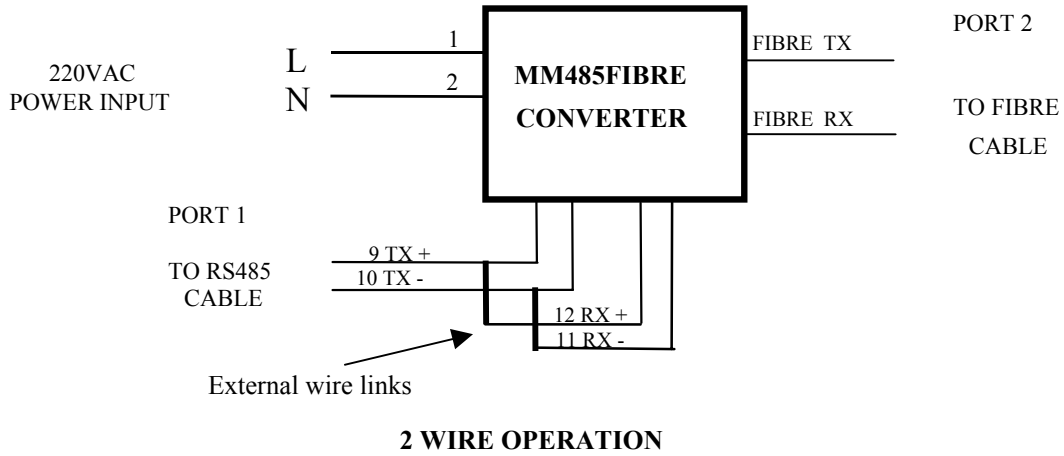 220VAC
POWER INPUT
L
N
1
2
MM485FIBRE
CONVERTER
FIBRE TX
FIBRE RX
PORT 2
TO FIBRE
CABLE
PORT 1
TO RS485
CABLE
9 TX +
10 TX -
12 RX +
11 RX -
External wire links
2 WIRE OPERATION